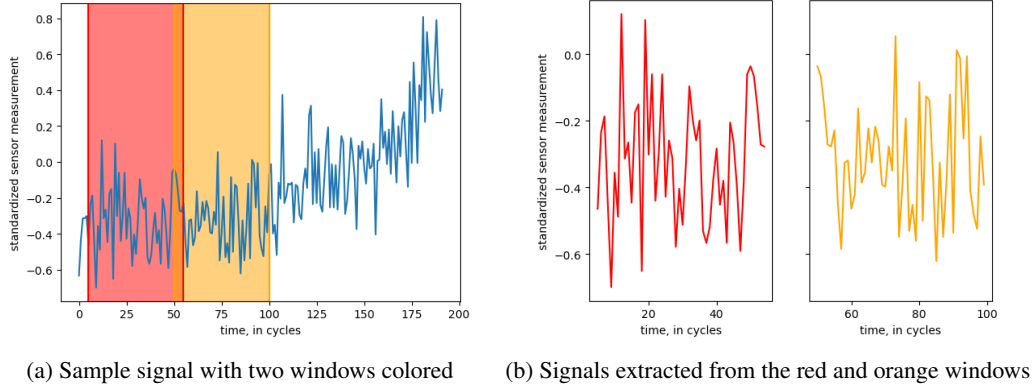 0.8
0.6
0.4
0.2
0.0
−0.2
−0.4
−0.6
standardized sensor measurement
0 25 50 75 100 125 150 175 200
time, in cycles
0.0
−0.2
−0.4
−0.6
standardized sensor measurement
20 40
time, in cycles
60 80 100
time, in cycles
(a) Sample signal with two windows colored
(b) Signals extracted from the red and orange windows